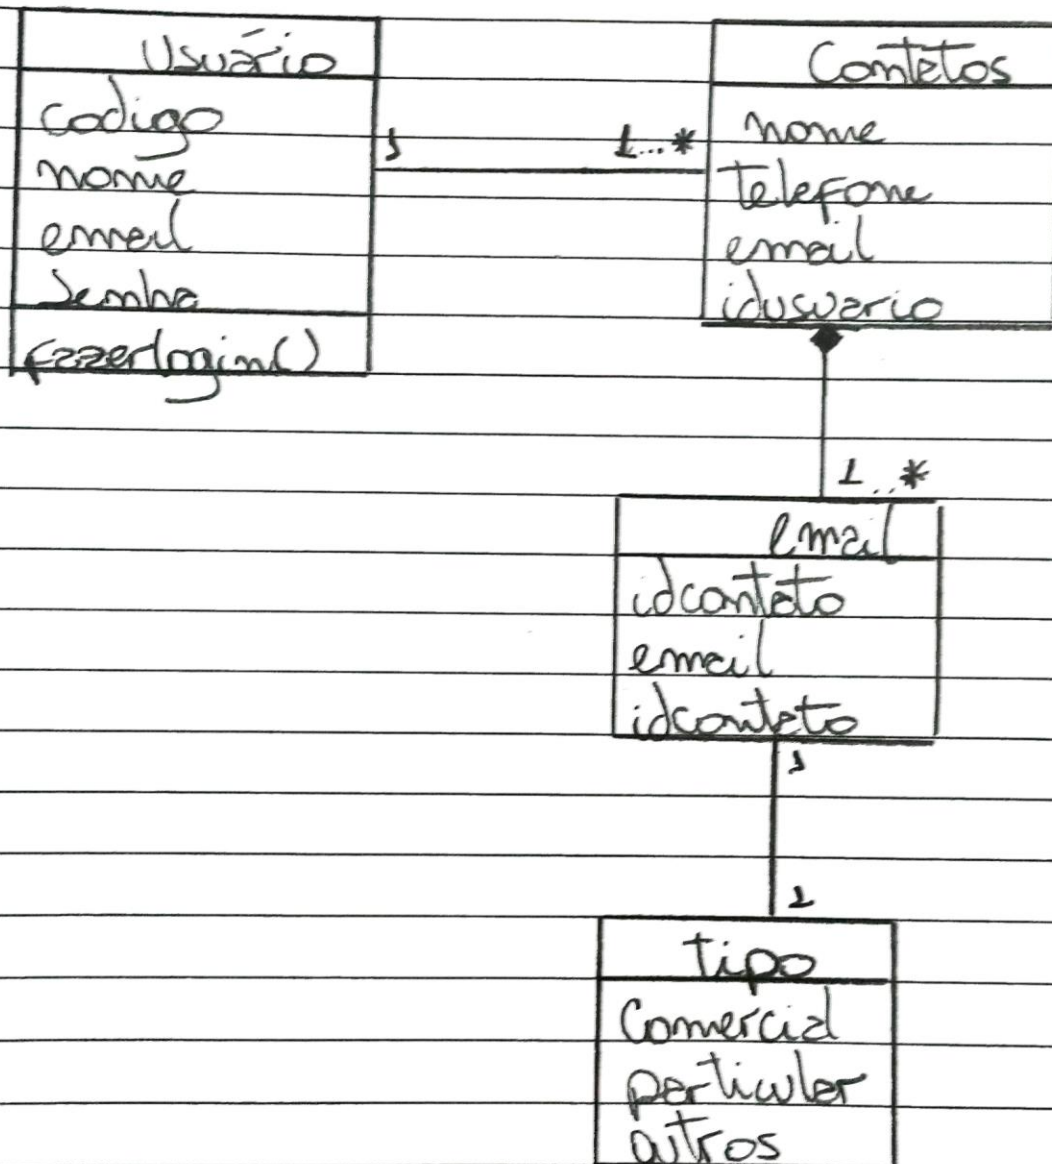 Usuário
codigo
nome
email
Senha
fazerlogin()
1
1...*
Contatos
nome
telefone
email
idusuario
1..*
email
idcontato
email
idcontato
1
1
tipo
Comercial
particular
outros